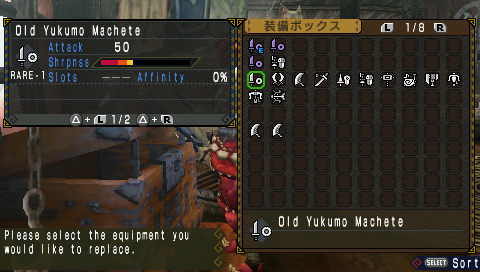 Old Yukumo Machete
Attack 50
Shrpnss
RARE-1 Slots --- Affinity 0%
△+L 1/2 △+R
装備ボックス L 1/8 R
E
Old Yukumo Machete
Please select the equipment you
would like to replace.
SELECT Sort